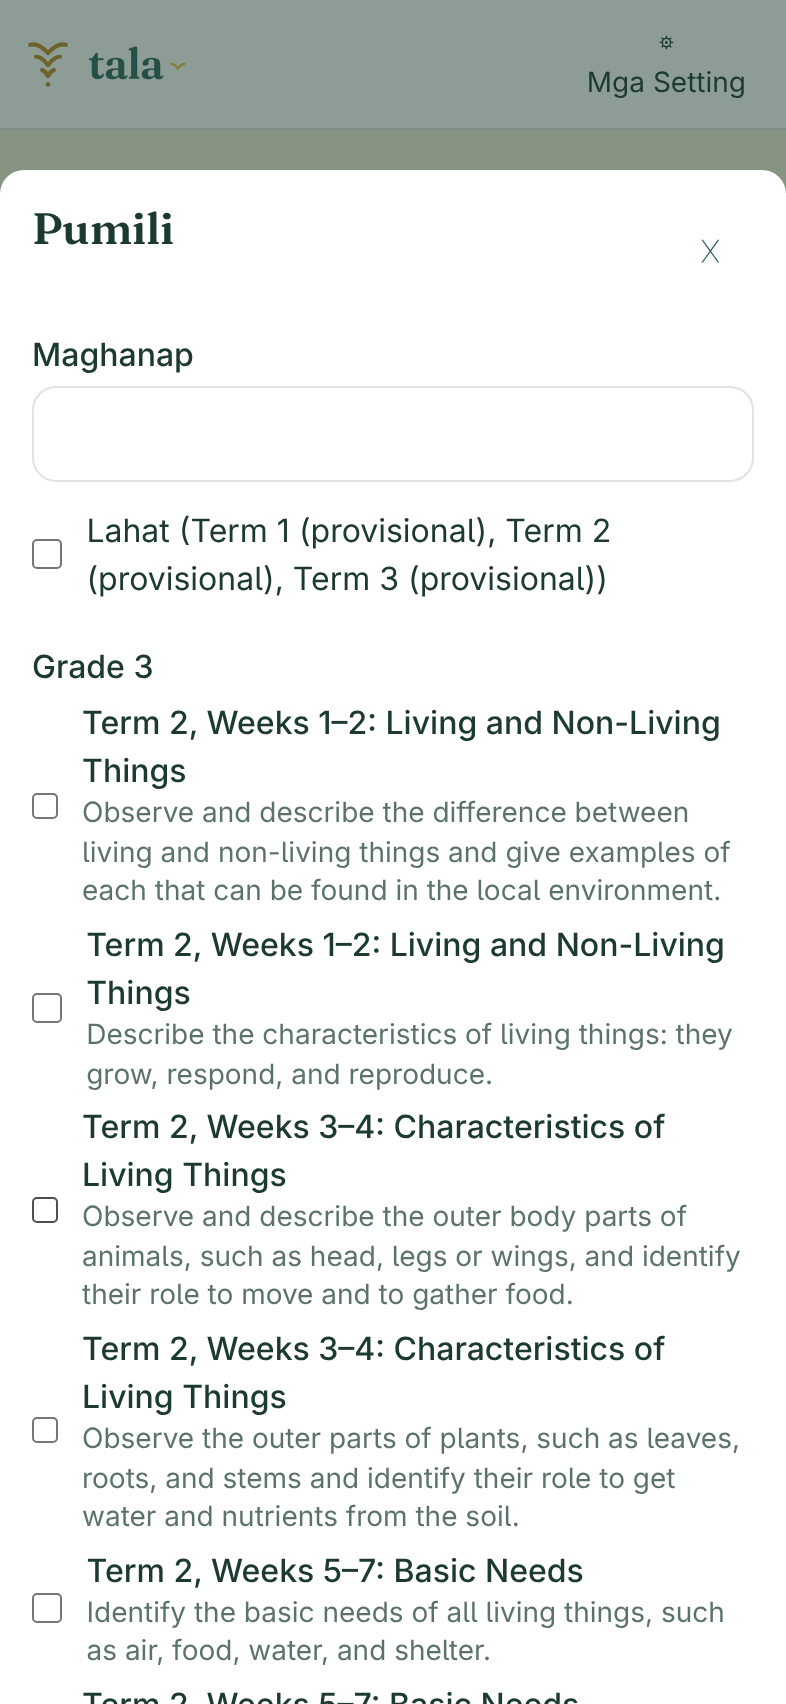 tala
Mga Setting
Pumili
X
Maghanap
Lahat (Term 1 (provisional), Term 2
(provisional), Term 3 (provisional))
Grade 3
Term 2, Weeks 1–2: Living and Non-Living
Things
Observe and describe the difference between
living and non-living things and give examples of
each that can be found in the local environment.
Term 2, Weeks 1–2: Living and Non-Living
Things
Describe the characteristics of living things: they
grow, respond, and reproduce.
Term 2, Weeks 3–4: Characteristics of
Living Things
Observe and describe the outer body parts of
animals, such as head, legs or wings, and identify
their role to move and to gather food.
Term 2, Weeks 3–4: Characteristics of
Living Things
Observe the outer parts of plants, such as leaves,
roots, and stems and identify their role to get
water and nutrients from the soil.
Term 2, Weeks 5–7: Basic Needs
Identify the basic needs of all living things, such
as air, food, water, and shelter.
Term 2, Weeks 5–7: Basic Needs